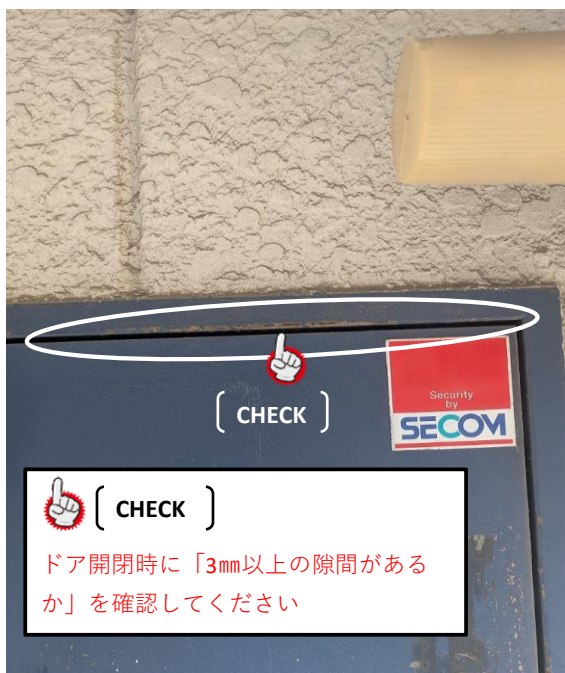 Security
by
SECOM
[ CHECK ]
[ CHECK ]
ドア開閉時に「3㎜以上の隙間がある
か」を確認してください